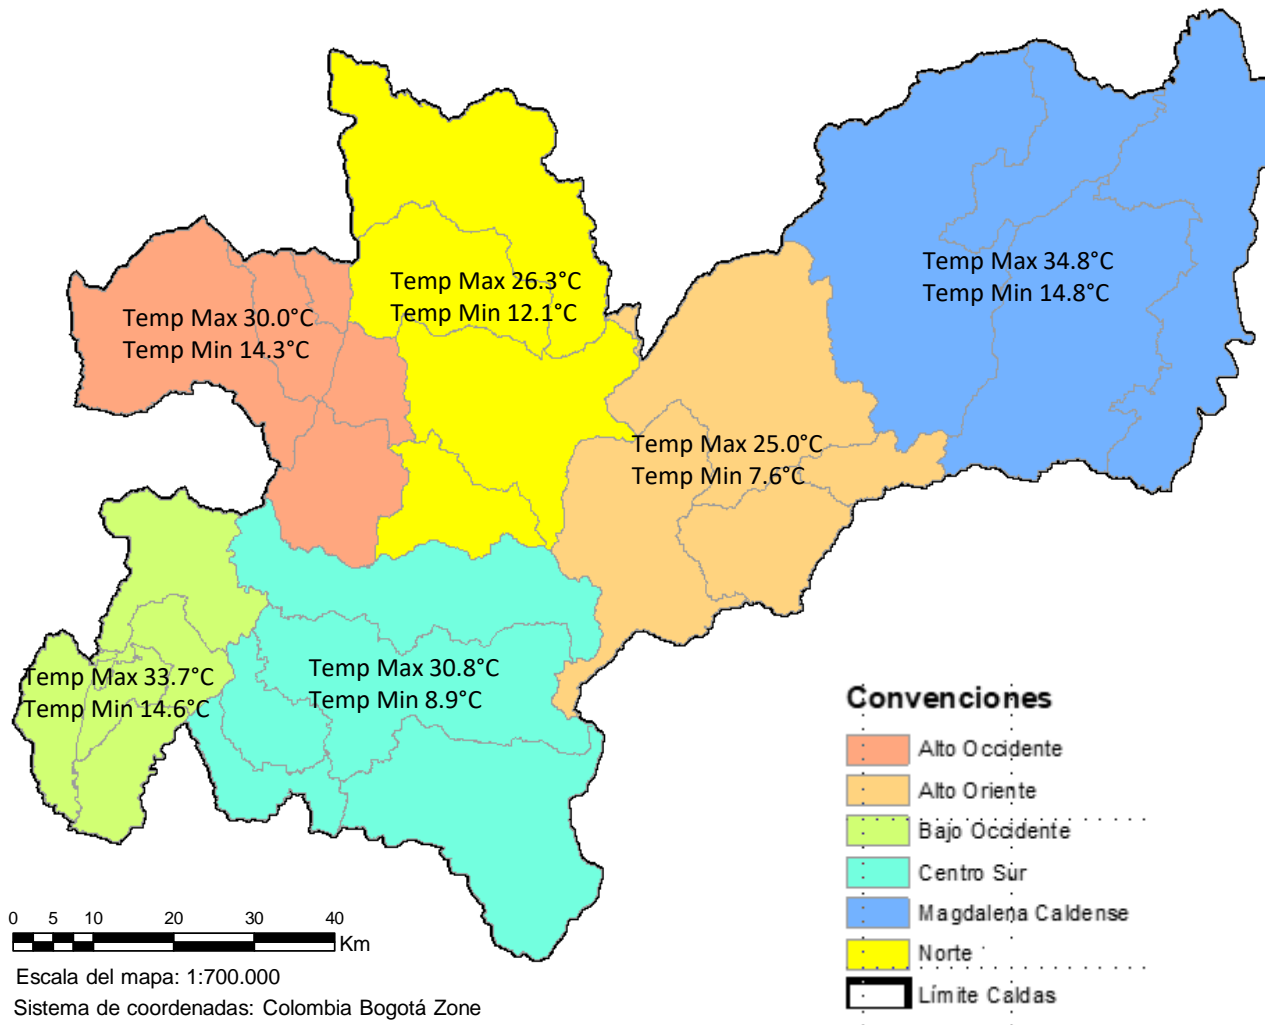 Temp Max 34.8°C
Temp Min 14.8°C
Temp Max 26.3°C
Temp Min 12.1°C
Temp Max 30.0°C
Temp Min 14.3°C
Temp Max 25.0°C
Temp Min 7.6°C
Temp Max 33.7°C
Temp Min 14.6°C
Temp Max 30.8°C
Temp Min 8.9°C
Convenciones
Alto Occidente
Alto Oriente
Bajo Occidente
Centro Sur
Magdalena Caldense
Norte
Límite Caldas
0 5 10 20 30 40
Km
Escala del mapa: 1:700.000
Sistema de coordenadas: Colombia Bogotá Zone